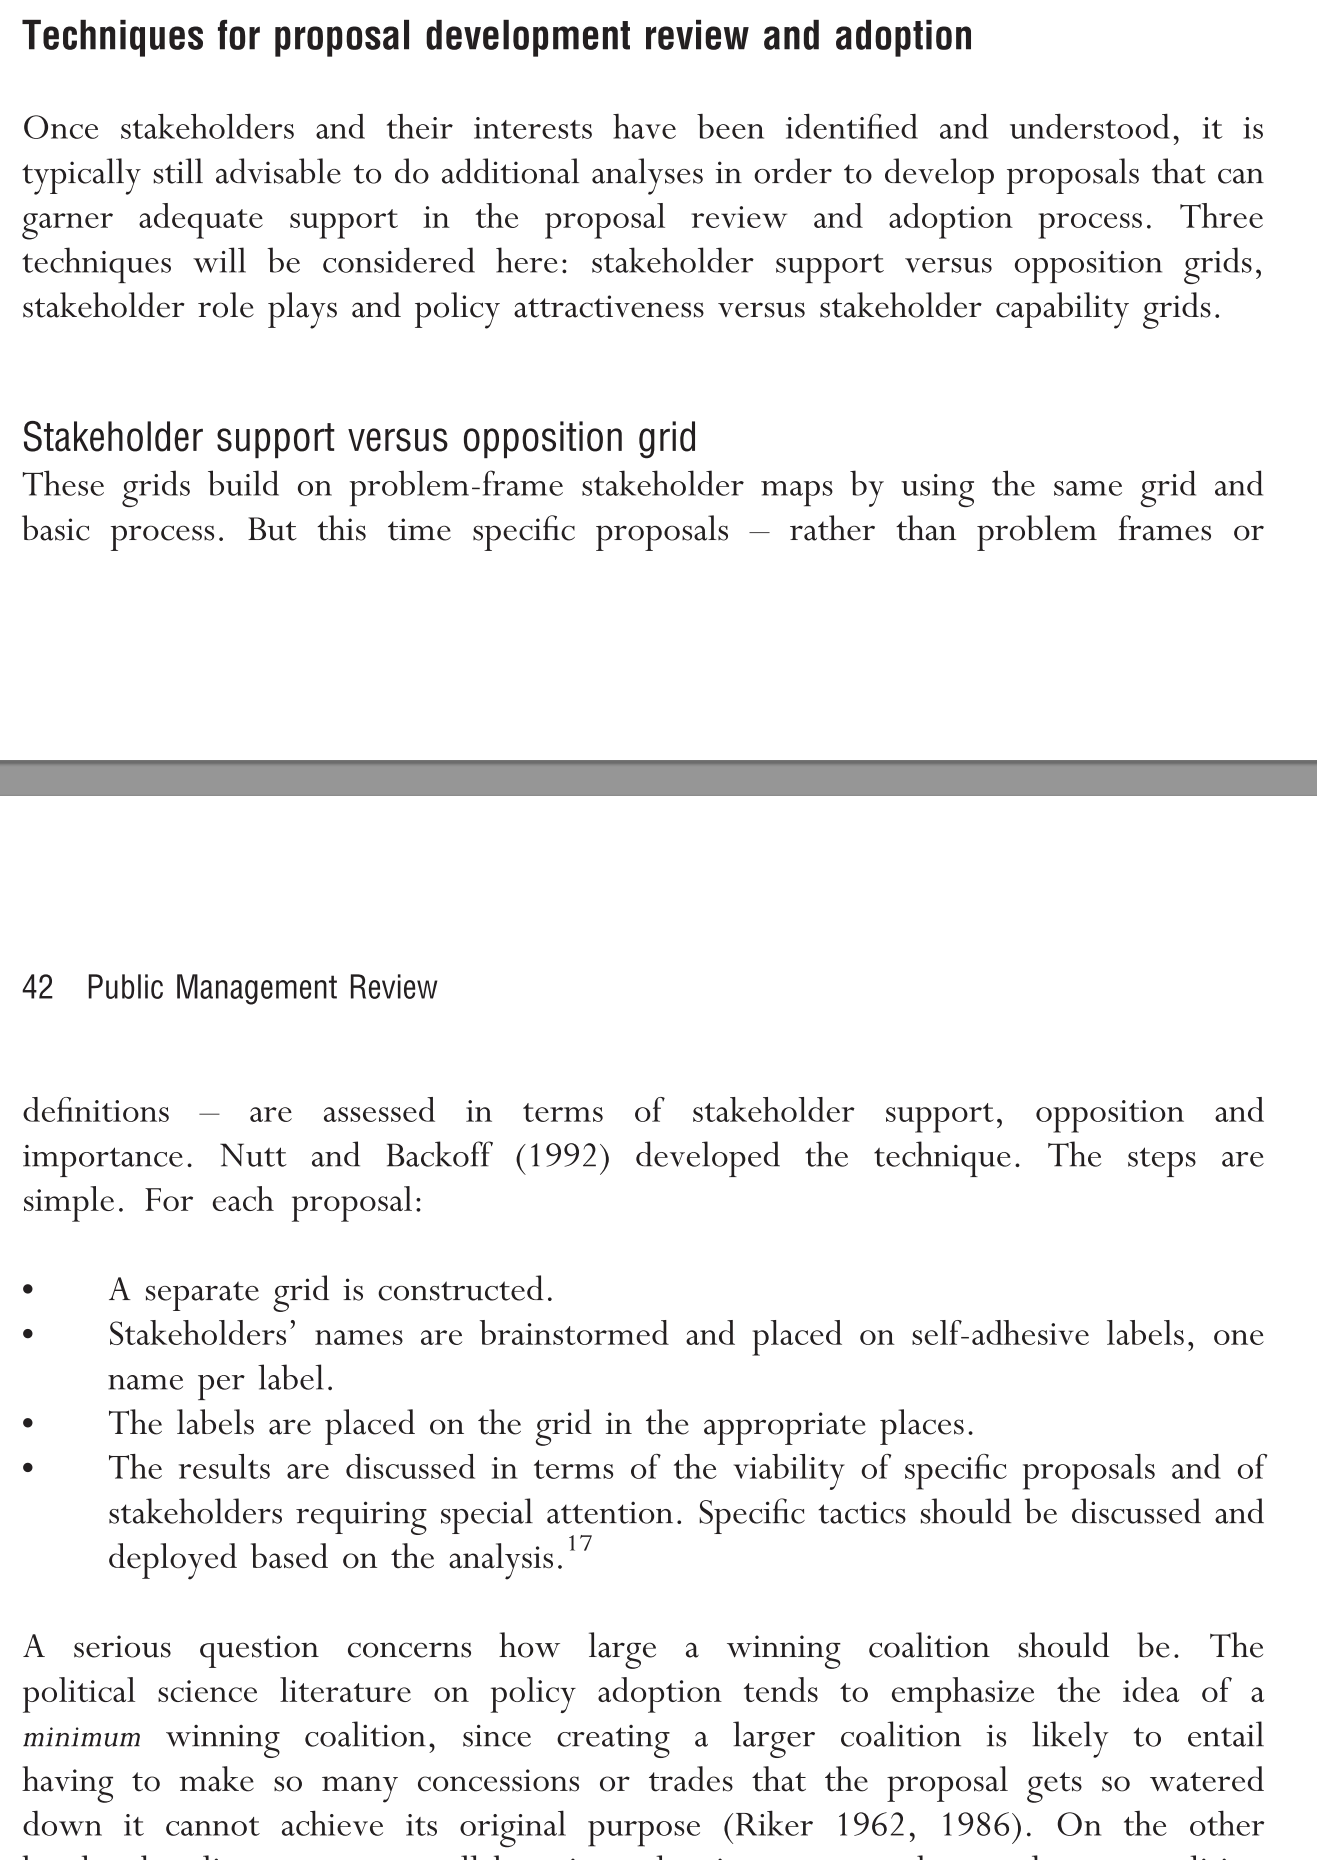 Techniques for proposal development review and adoption
Once stakeholders and their interests have been identified and understood, it is
typically still advisable to do additional analyses in order to develop proposals that can
garner adequate support in the proposal review and adoption process. Three
techniques will be considered here: stakeholder support versus opposition grids,
stakeholder role plays and policy attractiveness versus stakeholder capability grids.
Stakeholder support versus opposition grid
These grids build on problem-frame stakeholder maps by using the same grid and
basic process. But this time specific proposals – rather than problem frames or
42 Public Management Review
definitions – are assessed in terms of stakeholder support, opposition and
importance. Nutt and Backoff (1992) developed the technique. The steps are
simple. For each proposal:
• A separate grid is constructed.
• Stakeholders’ names are brainstormed and placed on self-adhesive labels, one
name per label.
• The labels are placed on the grid in the appropriate places.
• The results are discussed in terms of the viability of specific proposals and of
stakeholders requiring special attention. Specific tactics should be discussed and
deployed based on the analysis.17
A serious question concerns how large a winning coalition should be. The
political science literature on policy adoption tends to emphasize the idea of a
minimum winning coalition, since creating a larger coalition is likely to entail
having to make so many concessions or trades that the proposal gets so watered
down it cannot achieve its original purpose (Riker 1962, 1986). On the other